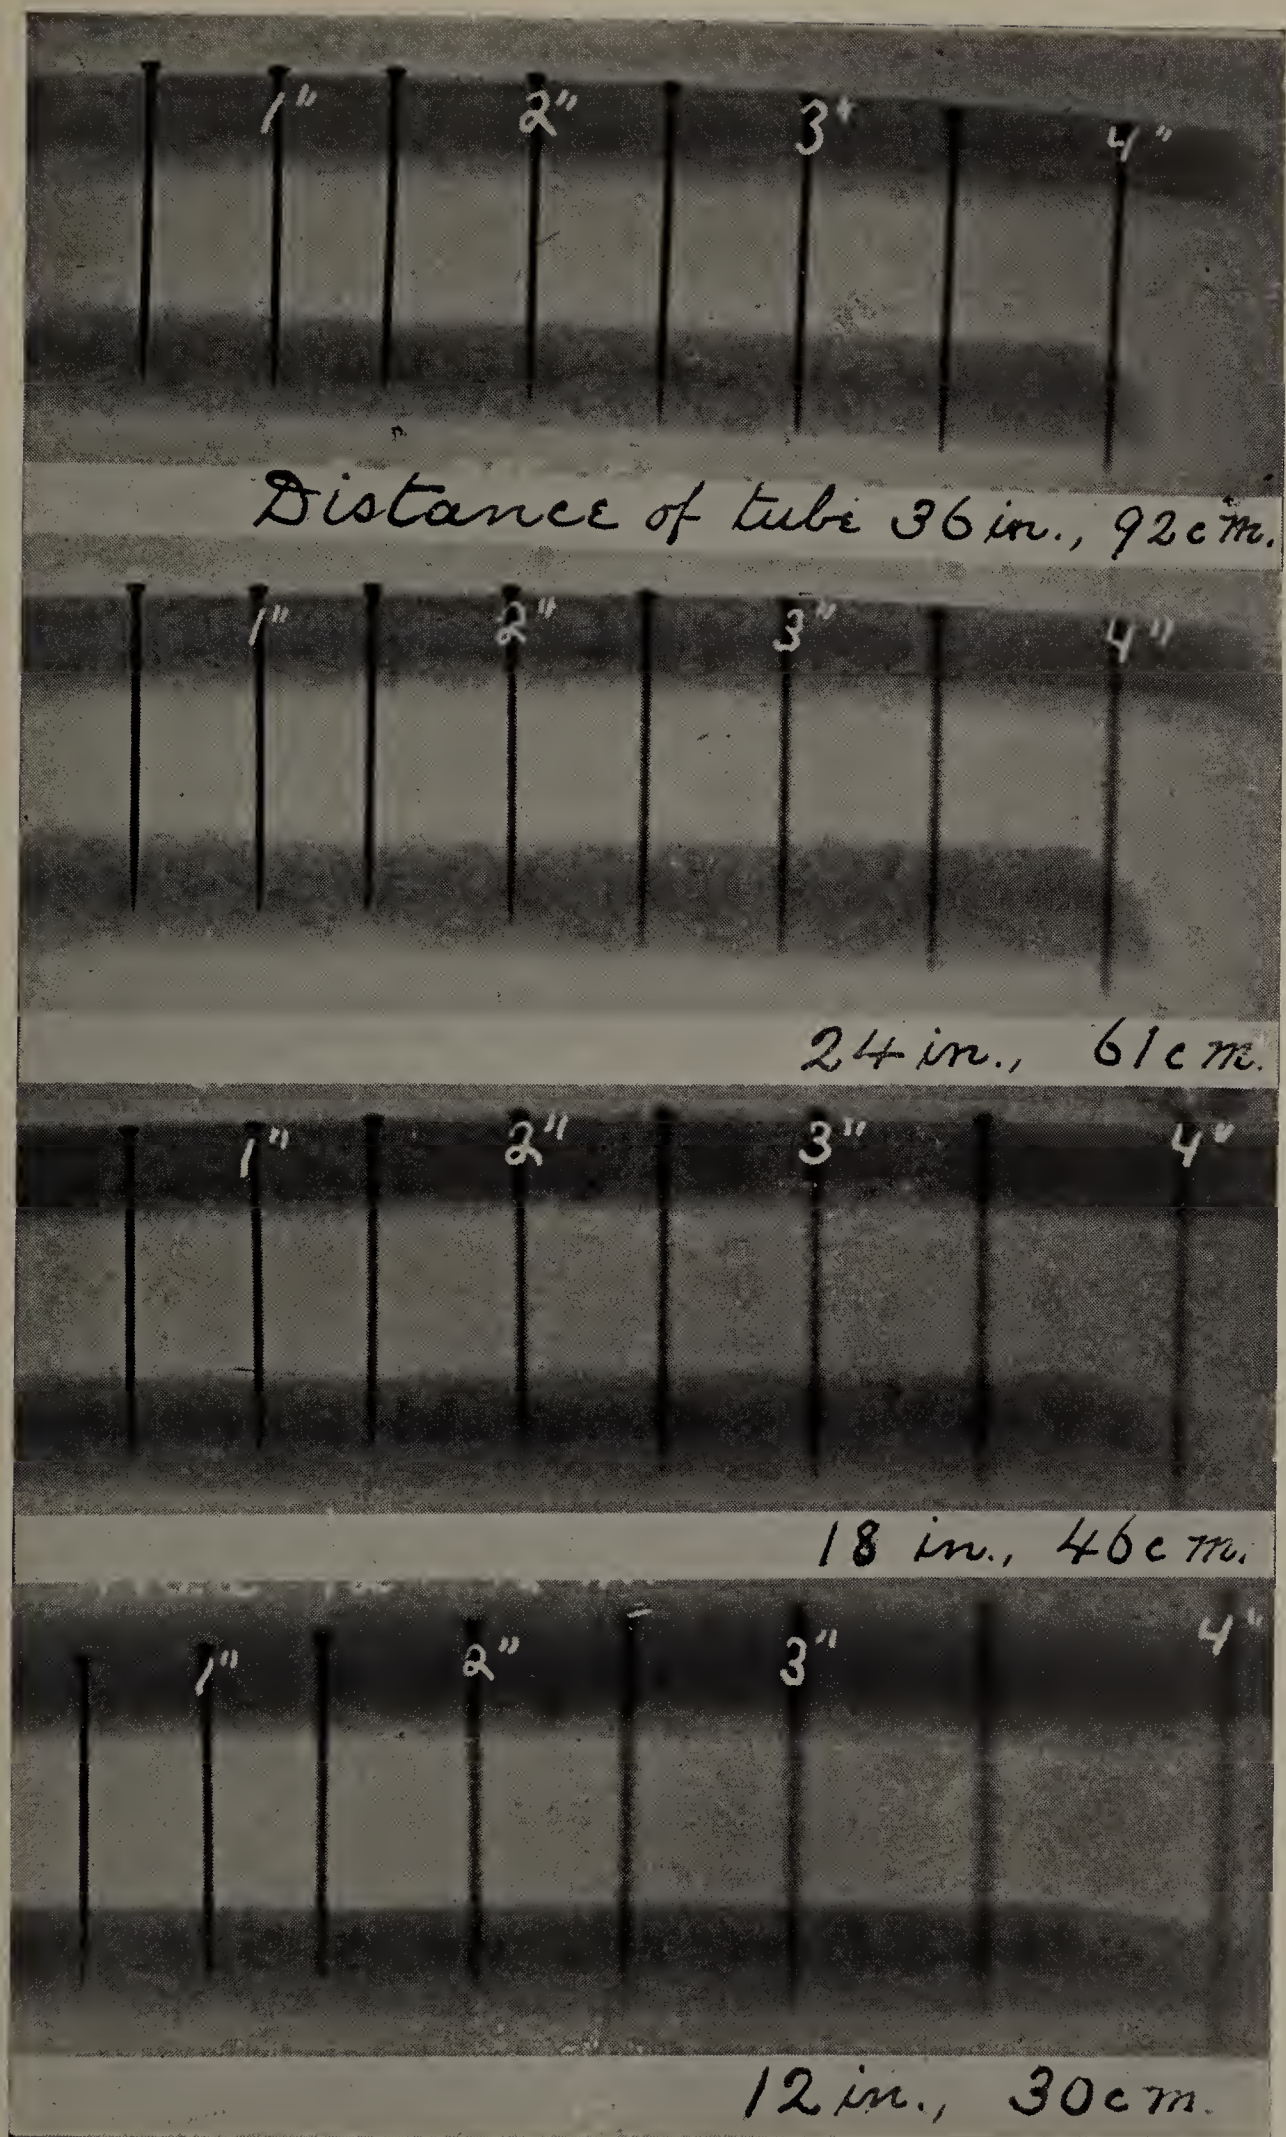 1" 2" 3" 4"
Distance of tube 36 in., 92 cm.
1" 2" 3" 4"
24 in., 61 cm.
1" 2" 3" 4"
18 in., 46 cm.
1" 2" 3" 4"
12 in., 30 cm.